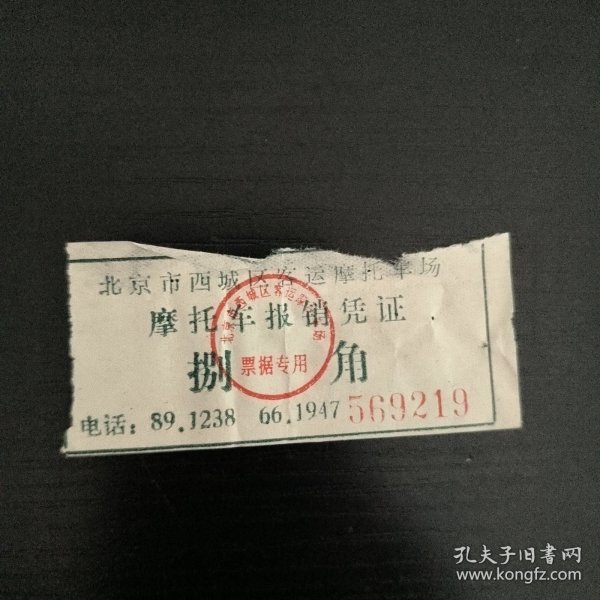 北京市西城区客运摩托车场
摩托车报销凭证
捌 角
票据专用
电话：89.1238 66.1947 569219
孔夫子旧书网
www.kongfz.com